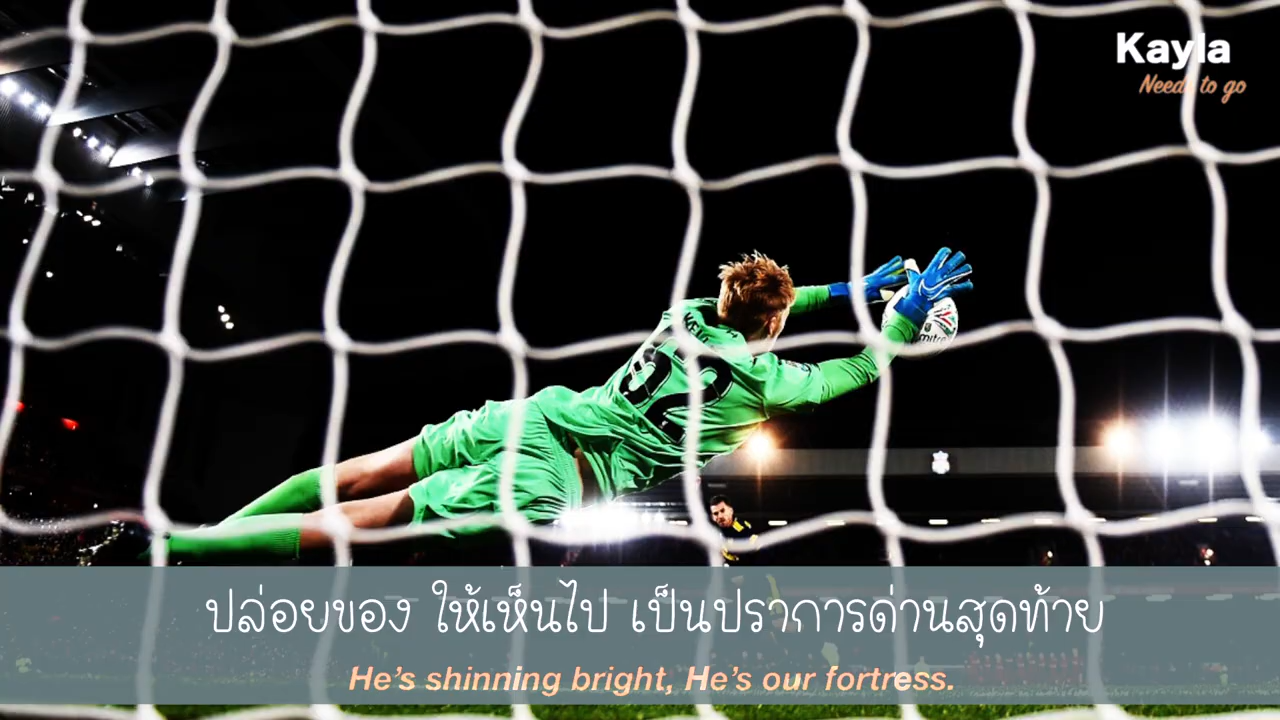 Kayla
Needs to go
62
mitre
ปล่อยของ ให้เห็นไป เป็นปราการด่านสุดท้าย
He’s shinning bright, He’s our fortress.